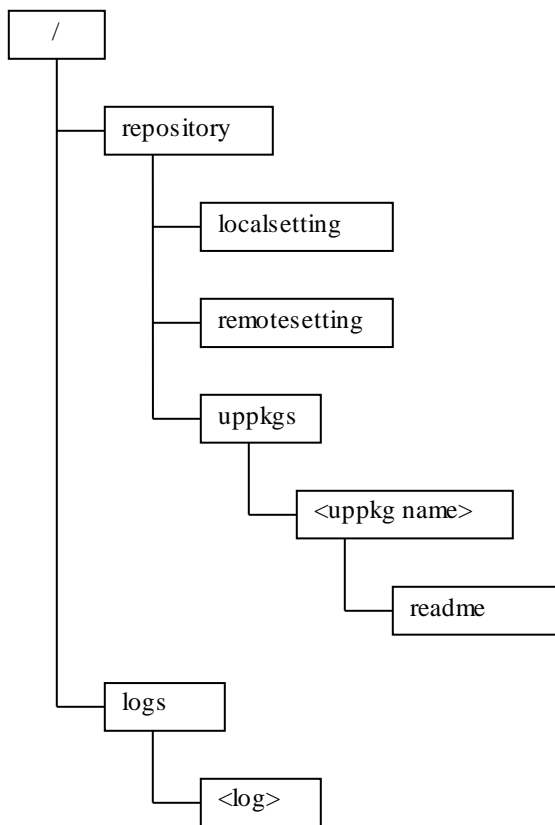 /
repository
localsetting
remotesetting
uppkgs
<uppkg name>
readme
logs
<log>